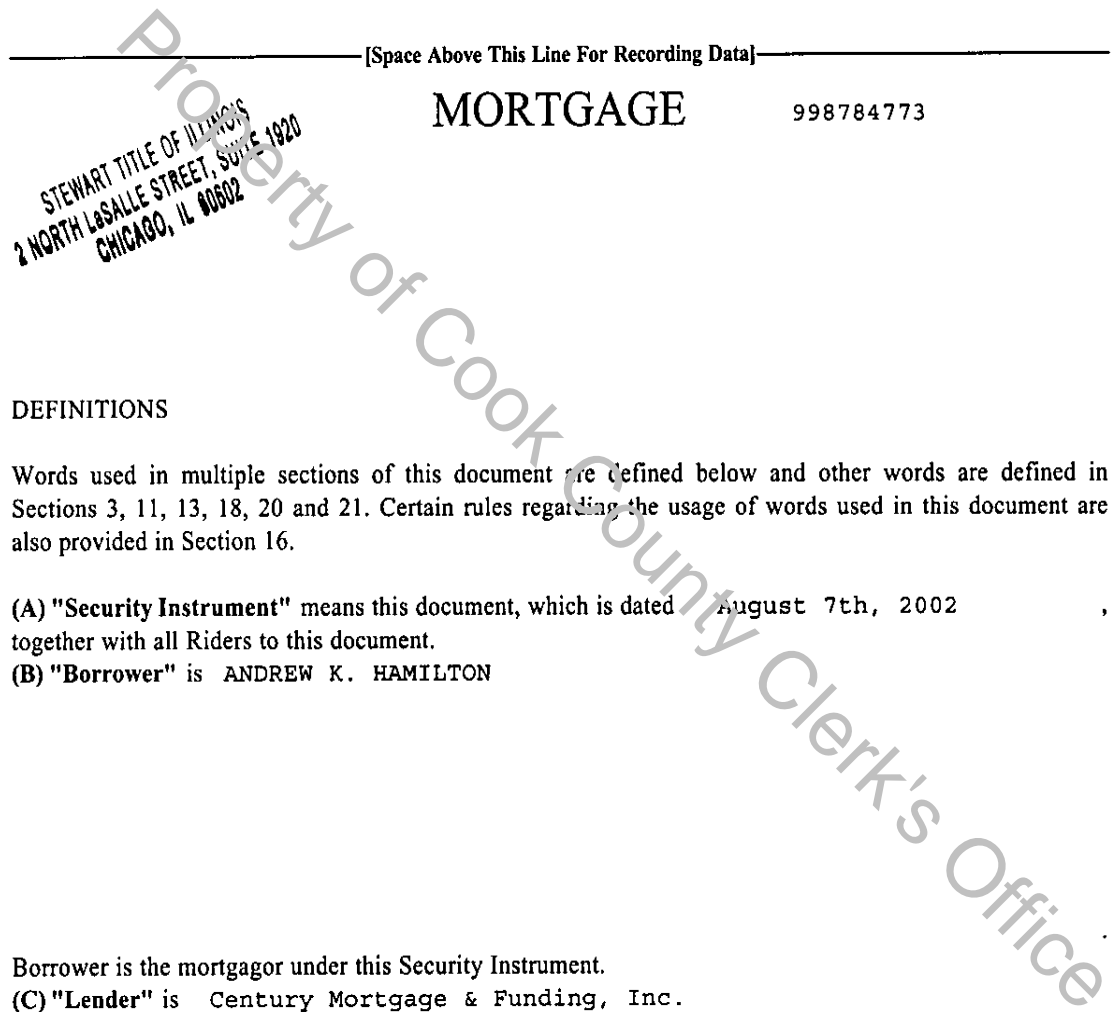 [Space Above This Line For Recording Data]
MORTGAGE 998784773
STEWART TITLE OF ILLINOIS
2 NORTH LaSALLE STREET, SUITE 1920
CHICAGO, IL 60602
DEFINITIONS
Words used in multiple sections of this document are defined below and other words are defined in
Sections 3, 11, 13, 18, 20 and 21. Certain rules regarding the usage of words used in this document are
also provided in Section 16.
(A) "Security Instrument" means this document, which is dated August 7th, 2002 ,
together with all Riders to this document.
(B) "Borrower" is ANDREW K. HAMILTON
.
Borrower is the mortgagor under this Security Instrument.
(C) "Lender" is Century Mortgage & Funding, Inc.
Property of Cook County Clerk's Office